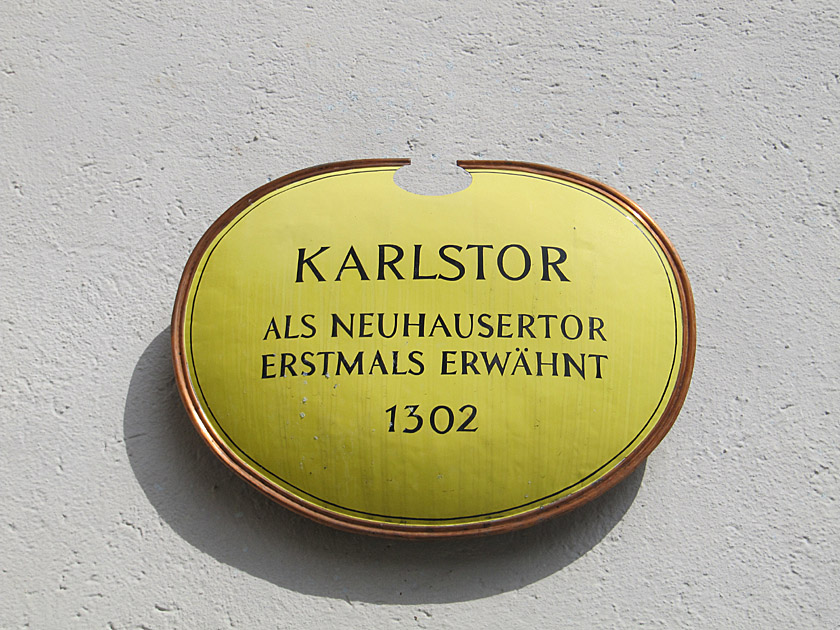 KARLSTOR
ALS NEUHAUSERTOR
ERSTMALS ERWÄHNT
1302